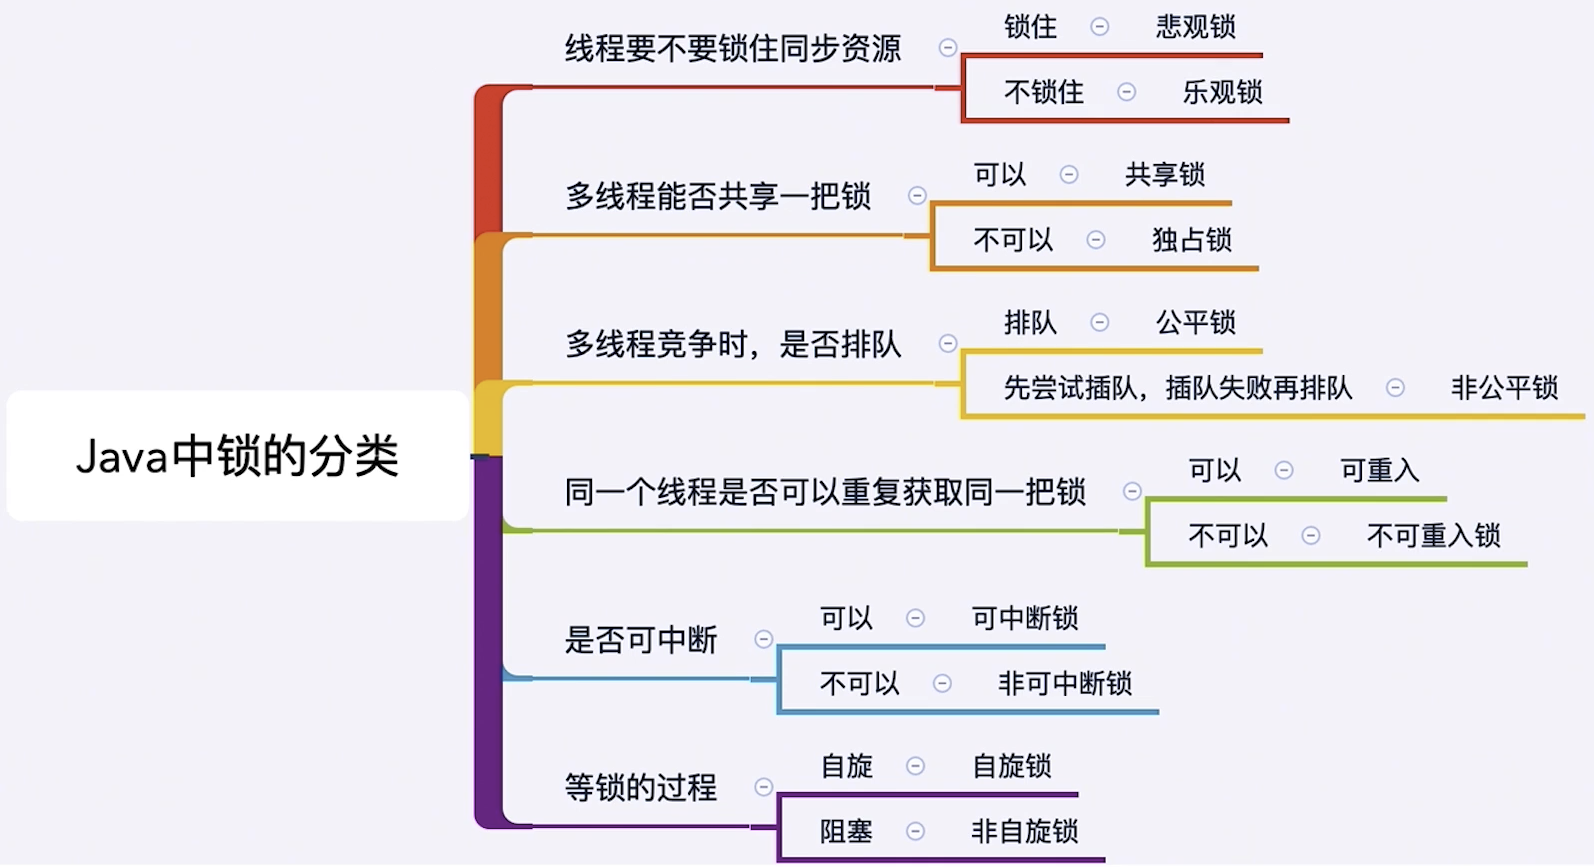 Java中锁的分类
线程要不要锁住同步资源
锁住 悲观锁
不锁住 乐观锁
多线程能否共享一把锁
可以 共享锁
不可以 独占锁
多线程竞争时，是否排队
排队 公平锁
先尝试插队，插队失败再排队 非公平锁
同一个线程是否可以重复获取同一把锁
可以 可重入
不可以 不可重入锁
是否可中断
可以 可中断锁
不可以 非可中断锁
等锁的过程
自旋 自旋锁
阻塞 非自旋锁